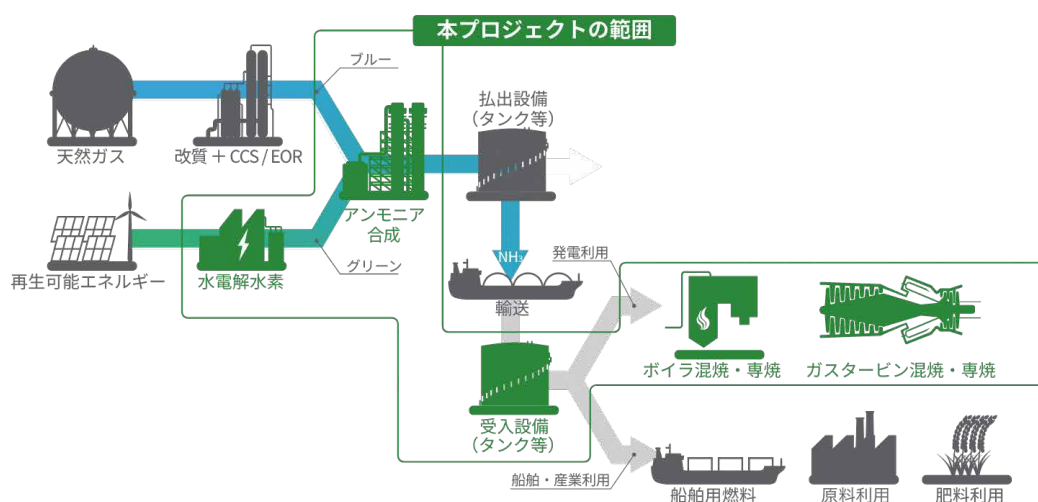 本プロジェクトの範囲
ブルー
天然ガス
改質＋CCS/EOR
払出設備
（タンク等）
アンモニア
合成
再生可能エネルギー
水電解水素
グリーン
NH₃
輸送
発電利用
ボイラ混焼・専焼
ガスタービン混焼・専焼
受入設備
（タンク等）
船舶・産業利用
船舶用燃料
原料利用
肥料利用